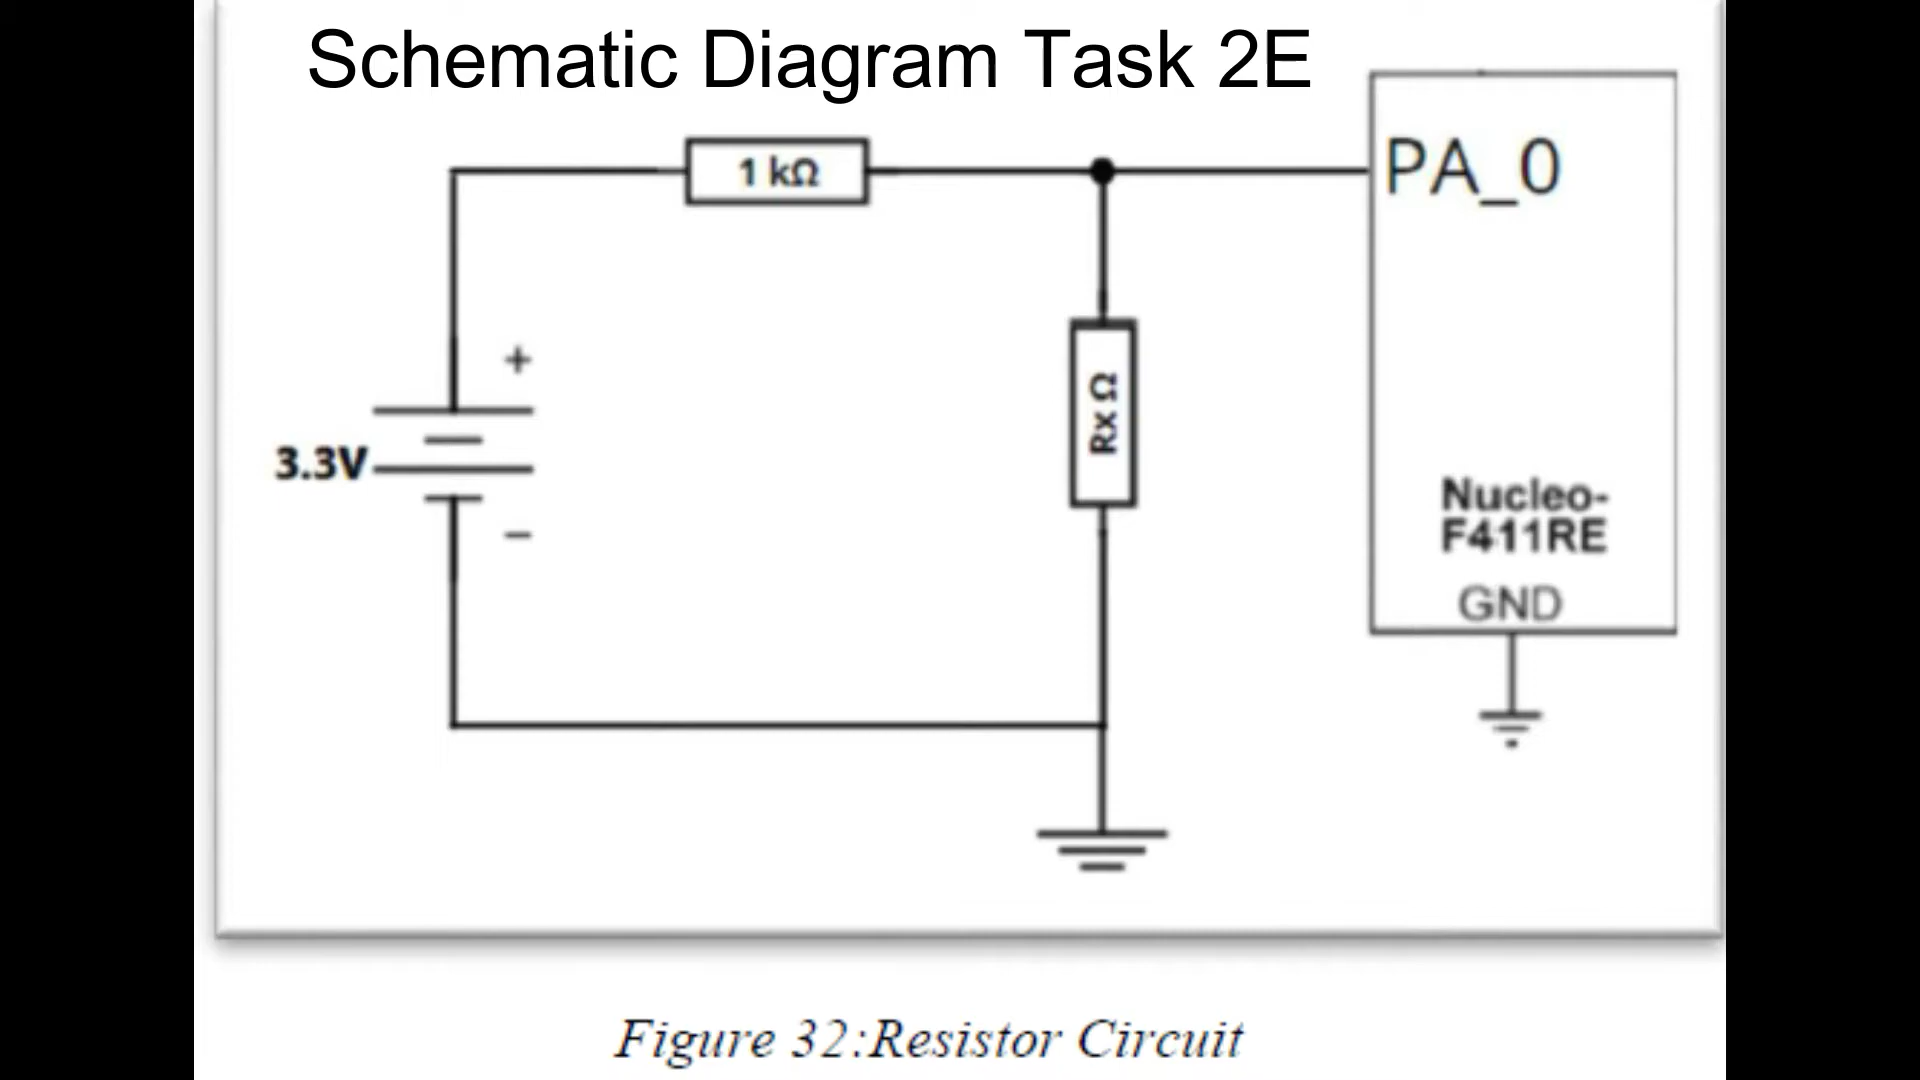 Schematic Diagram Task 2E
1 kΩ
PA_0
+
Rx Ω
3.3V
–
Nucleo-
F411RE
GND
Figure 32:Resistor Circuit